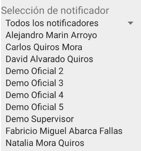 Selección de notificador
Todos los notificadores
Alejandro Marin Arroyo
Carlos Quiros Mora
David Alvarado Quiros
Demo Oficial 2
Demo Oficial 3
Demo Oficial 4
Demo Oficial 5
Demo Supervisor
Fabricio Miguel Abarca Fallas
Natalia Mora Quiros